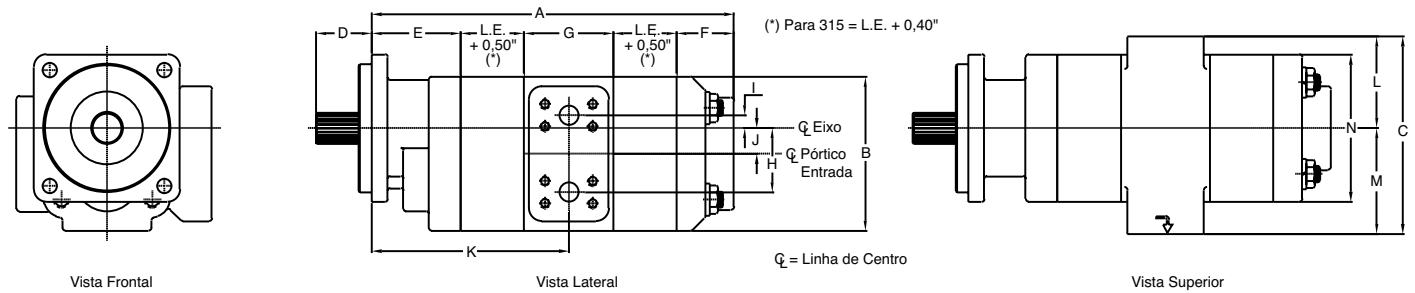 A
(*) Para 315 = L.E. + 0,40"
D
E
L.E.
+ 0,50"
(*)
G
L.E.
+ 0,50"
(*)
F
I
J
H
℄ Eixo
℄ Pórtico
Entrada
B
K
L
N
C
M
℄ = Linha de Centro
Vista Frontal
Vista Lateral
Vista Superior